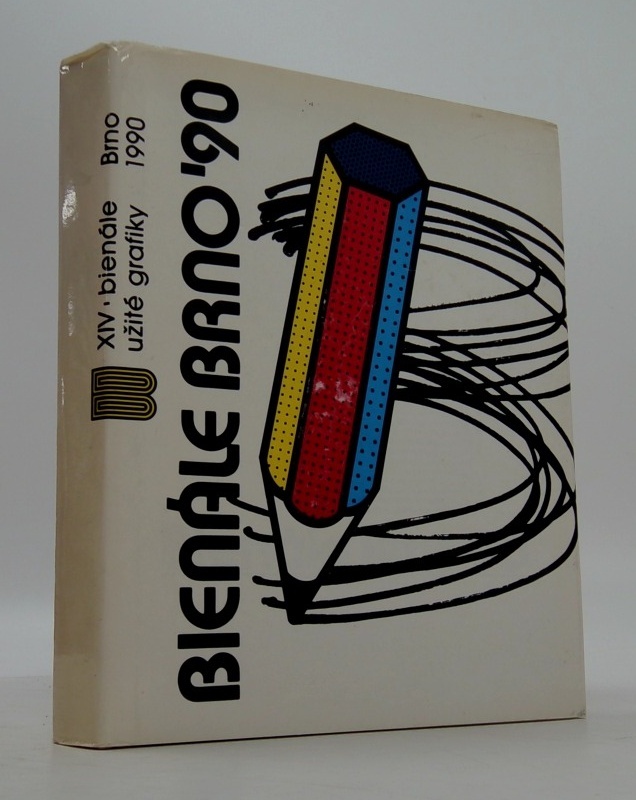 XIV. bienále Brno
užité grafiky 1990
BIENÁLE BRNO '90
B